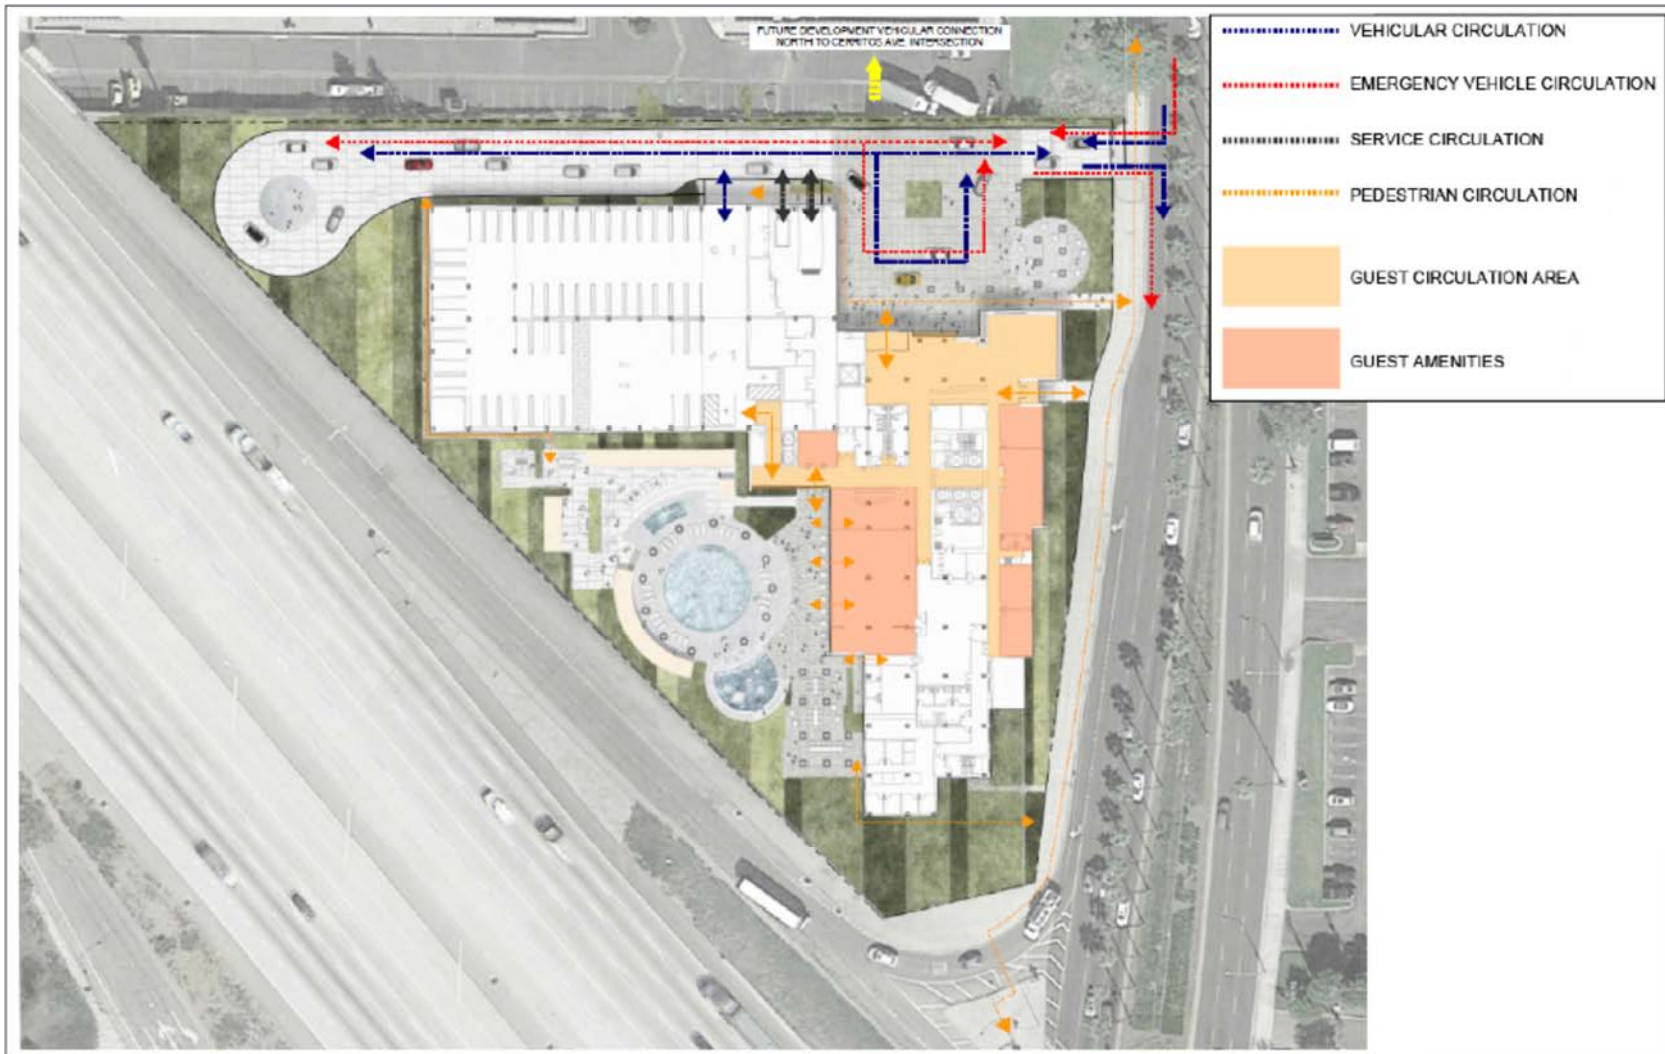 FUTURE DEVELOPMENT VEHICULAR CONNECTION
NORTH TO CERRITOS AVE. INTERSECTION
VEHICULAR CIRCULATION
EMERGENCY VEHICLE CIRCULATION
SERVICE CIRCULATION
PEDESTRIAN CIRCULATION
GUEST CIRCULATION AREA
GUEST AMENITIES